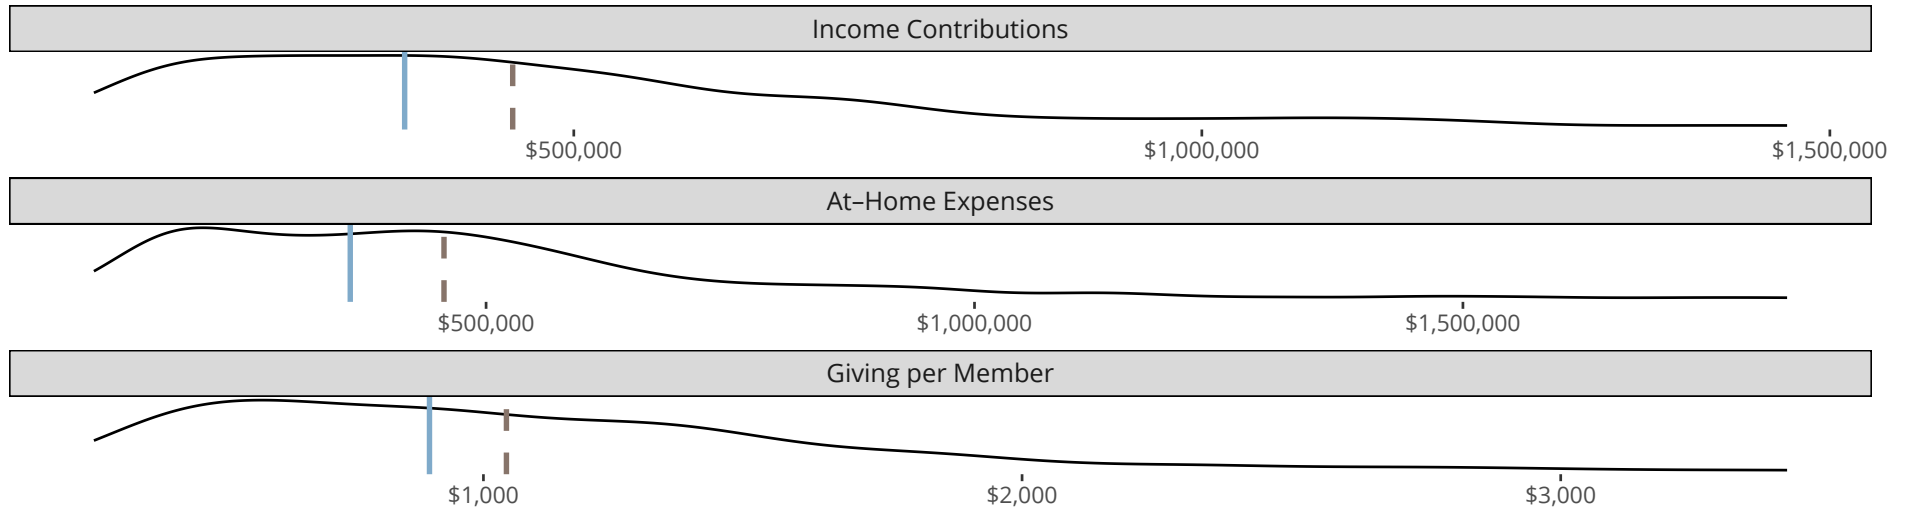 Income Contributions
$500,000 $1,000,000 $1,500,000
At–Home Expenses
$500,000 $1,000,000 $1,500,000
Giving per Member
$1,000 $2,000 $3,000